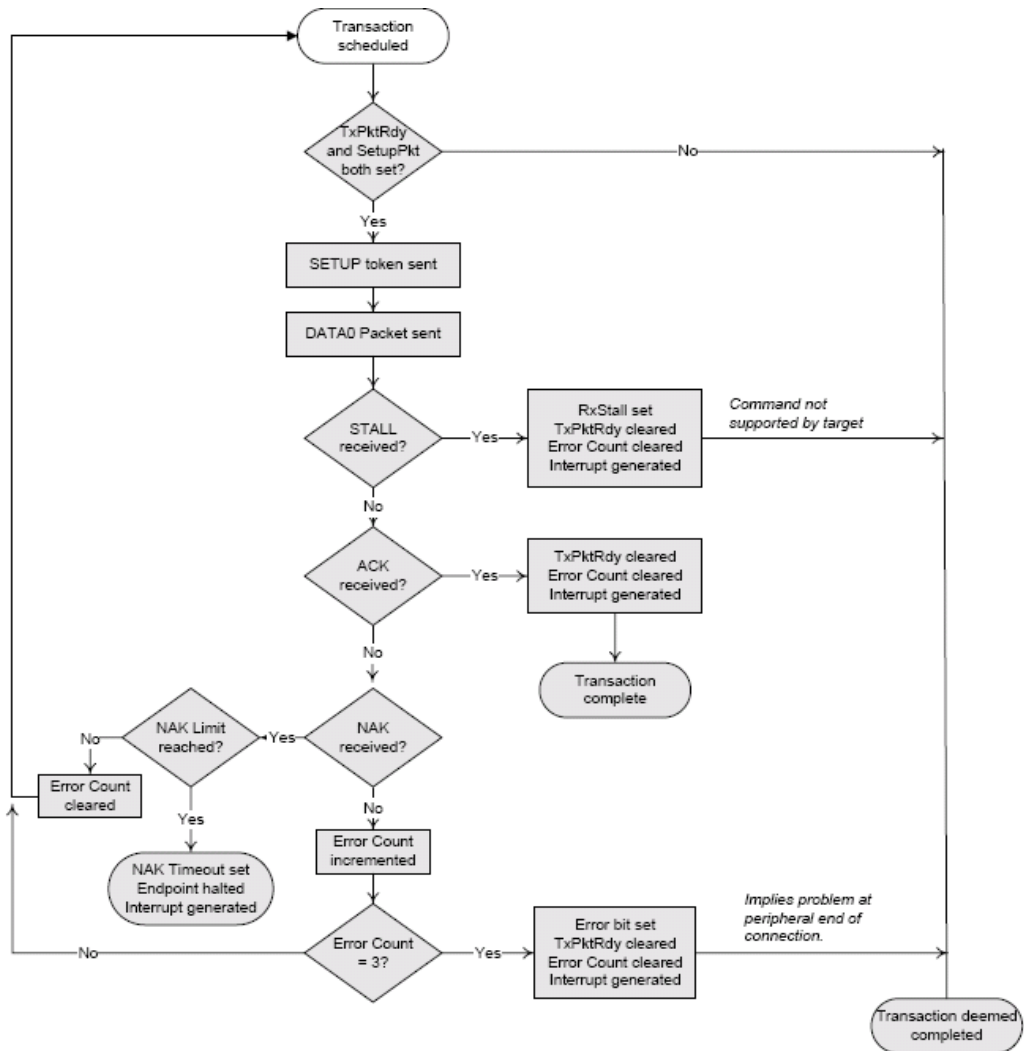 Transaction
scheduled
TxPktRdy
and SetupPkt
both set?
No
Yes
SETUP token sent
DATA0 Packet sent
STALL
received?
Yes
RxStall set
TxPktRdy cleared
Error Count cleared
Interrupt generated
Command not
supported by target
No
ACK
received?
Yes
TxPktRdy cleared
Error Count cleared
Interrupt generated
No
Transaction
complete
NAK Limit
reached?
Yes
NAK
received?
No
Error Count
cleared
Yes
No
Error Count
incremented
NAK Timeout set
Endpoint halted
Interrupt generated
Error Count
= 3?
No
Yes
Error bit set
TxPktRdy cleared
Error Count cleared
Interrupt generated
Implies problem at
peripheral end of
connection.
Transaction deemed
completed